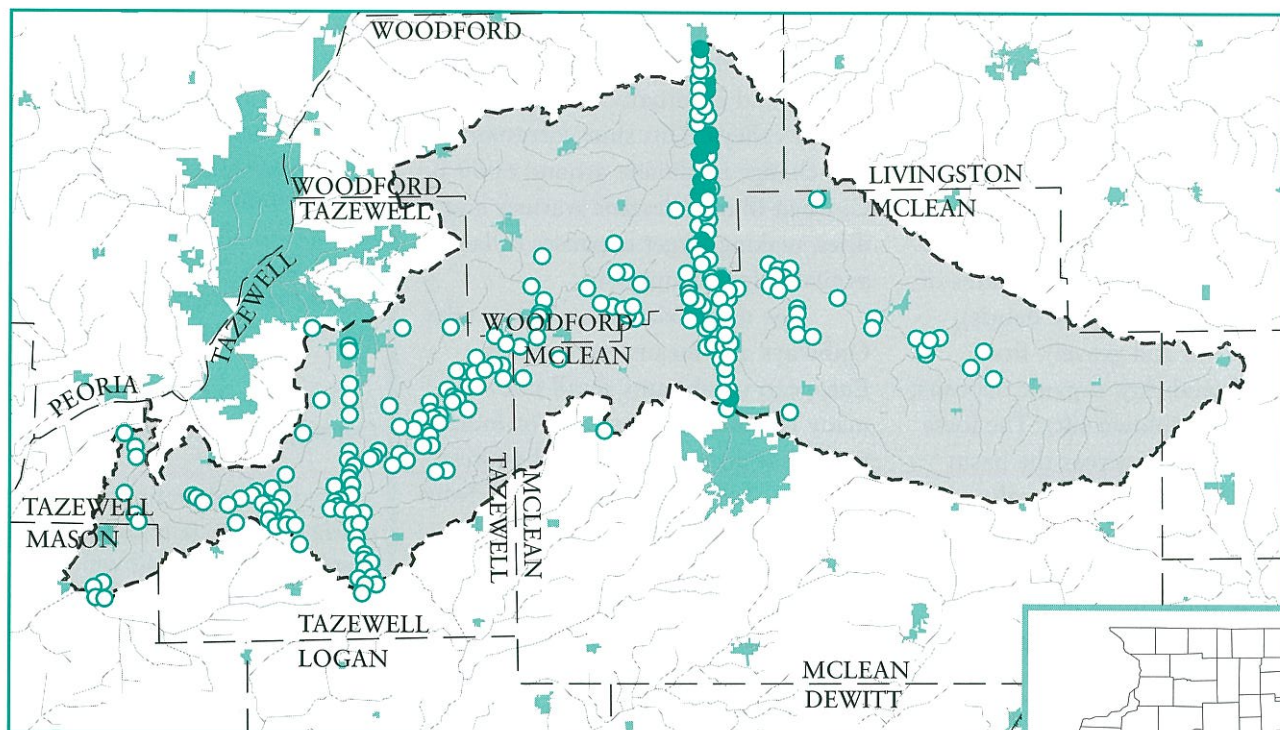 WOODFORD
LIVINGSTON
MCLEAN
WOODFORD
TAZEWELL
TAZEWELL
WOODFORD
MCLEAN
PEORIA
TAZEWELL
MASON
MCLEAN
TAZEWELL
TAZEWELL
LOGAN
MCLEAN
DEWITT